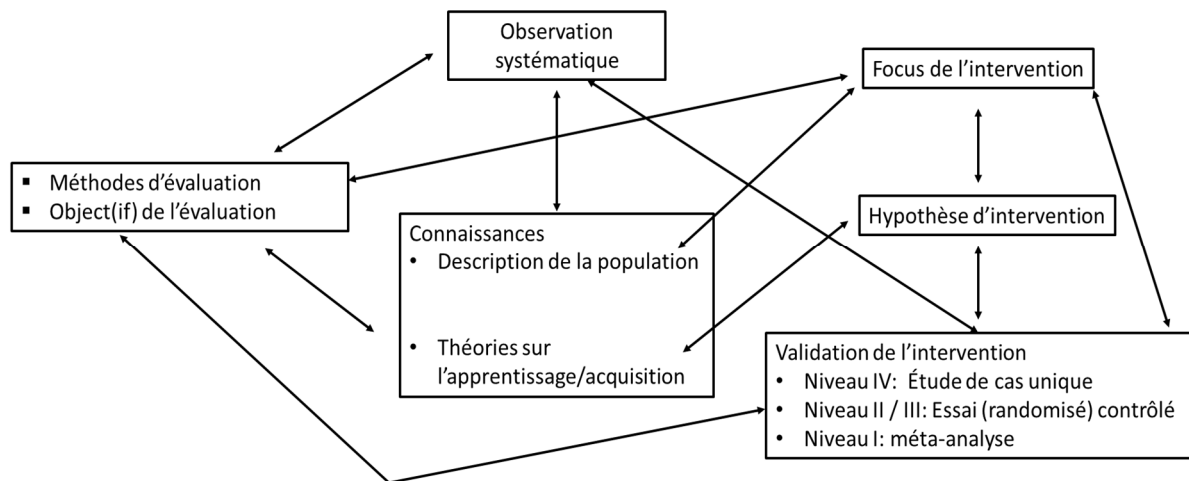 Observation
systématique
Focus de l’intervention
▪ Méthodes d’évaluation
▪ Object(if) de l’évaluation
Hypothèse d’intervention
Connaissances
• Description de la population
• Théories sur
l’apprentissage/acquisition
Validation de l’intervention
• Niveau IV: Étude de cas unique
• Niveau II / III: Essai (randomisé) contrôlé
• Niveau I: méta-analyse